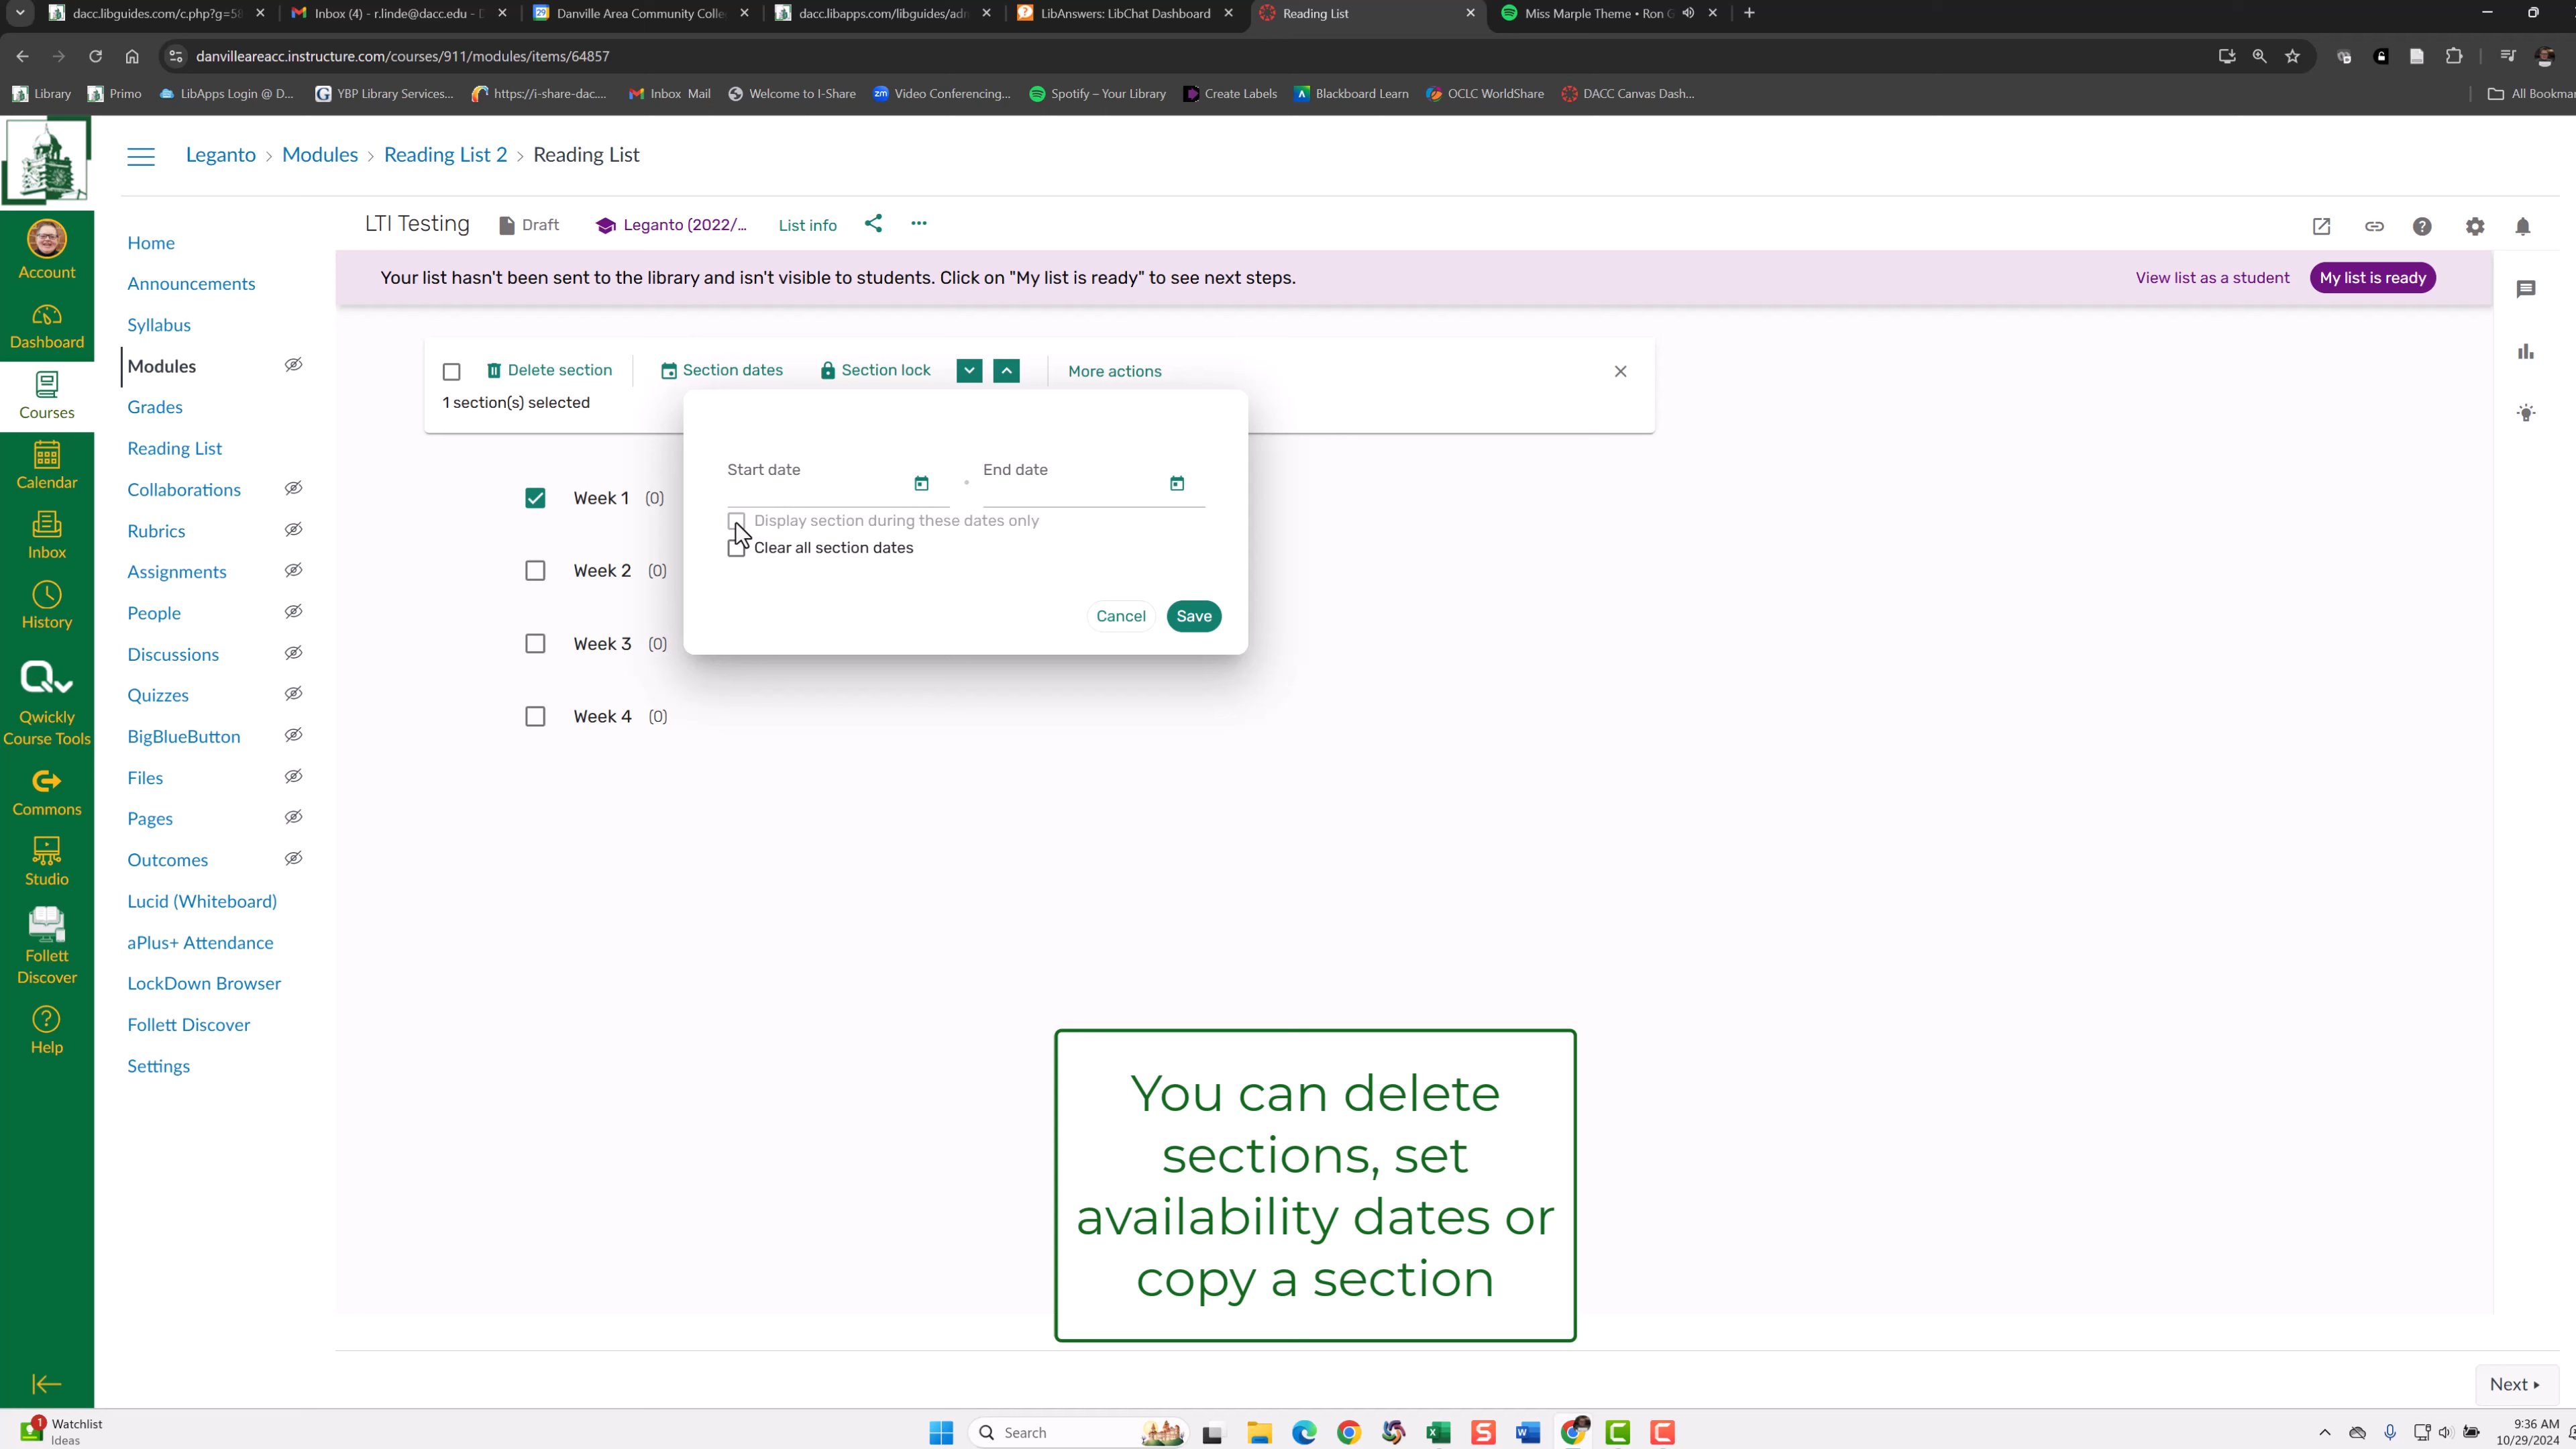 dacc.libguides.com/c.php?g=58
Inbox (4) - r.linde@dacc.edu - D
Danville Area Community Colle
dacc.libapps.com/libguides/adn
LibAnswers: LibChat Dashboard
Reading List
Miss Marple Theme • Ron G
danvilleareacc.instructure.com/courses/911/modules/items/64857
Library
Primo
LibApps Login @ D...
YBP Library Services...
https://i-share-dac....
Inbox Mail
Welcome to I-Share
Video Conferencing...
Spotify – Your Library
Create Labels
Blackboard Learn
OCLC WorldShare
DACC Canvas Dash...
All Bookmar
Leganto > Modules > Reading List 2 > Reading List
Account
Dashboard
Courses
Calendar
Inbox
History
Qwickly
Course Tools
Commons
Studio
Follett
Discover
Help
Home
Announcements
Syllabus
Modules
Grades
Reading List
Collaborations
Rubrics
Assignments
People
Discussions
Quizzes
BigBlueButton
Files
Pages
Outcomes
Lucid (Whiteboard)
aPlus+ Attendance
LockDown Browser
Follett Discover
Settings
LTI Testing
Draft
Leganto (2022/...
List info
Your list hasn't been sent to the library and isn't visible to students. Click on "My list is ready" to see next steps.
View list as a student
My list is ready
Delete section
Section dates
Section lock
More actions
1 section(s) selected
Start date
End date
Display section during these dates only
Clear all section dates
Cancel
Save
Week 1 (0)
Week 2 (0)
Week 3 (0)
Week 4 (0)
You can delete
sections, set
availability dates or
copy a section
Next
1
Watchlist
Ideas
Search
9:36 AM
10/29/2024